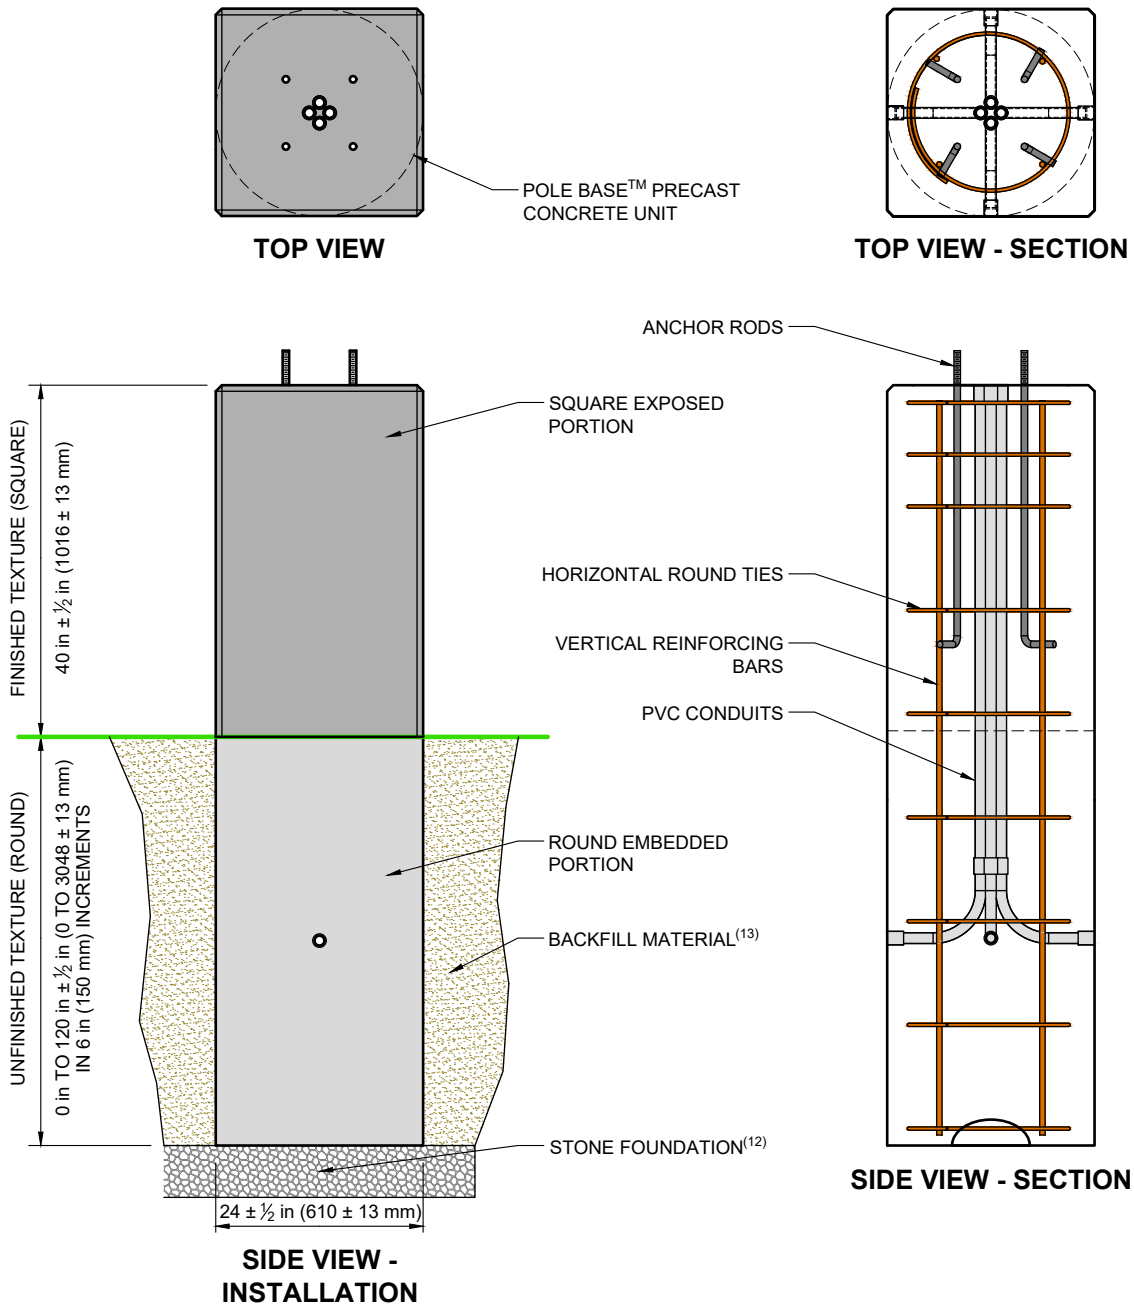 POLE BASE™ PRECAST
CONCRETE UNIT
TOP VIEW
TOP VIEW - SECTION
ANCHOR RODS
SQUARE EXPOSED
PORTION
FINISHED TEXTURE (SQUARE)
40 in ± ½ in (1016 ± 13 mm)
HORIZONTAL ROUND TIES
VERTICAL REINFORCING
BARS
PVC CONDUITS
UNFINISHED TEXTURE (ROUND)
0 in TO 120 in ± ½ in (0 TO 3048 ± 13 mm)
IN 6 in (150 mm) INCREMENTS
ROUND EMBEDDED
PORTION
BACKFILL MATERIAL(13)
STONE FOUNDATION(12)
24 ± ½ in (610 ± 13 mm)
SIDE VIEW -
INSTALLATION
SIDE VIEW - SECTION